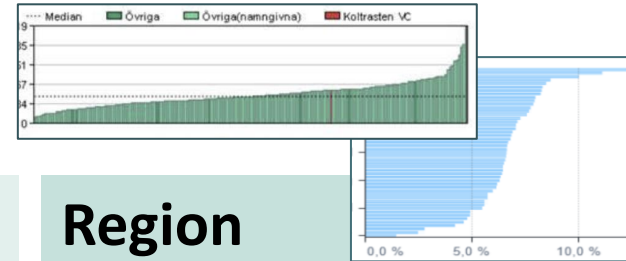 Median Övriga Övriga(namngivna) Koltrasten VC
0
Region
0,0 % 5,0 % 10,0 %